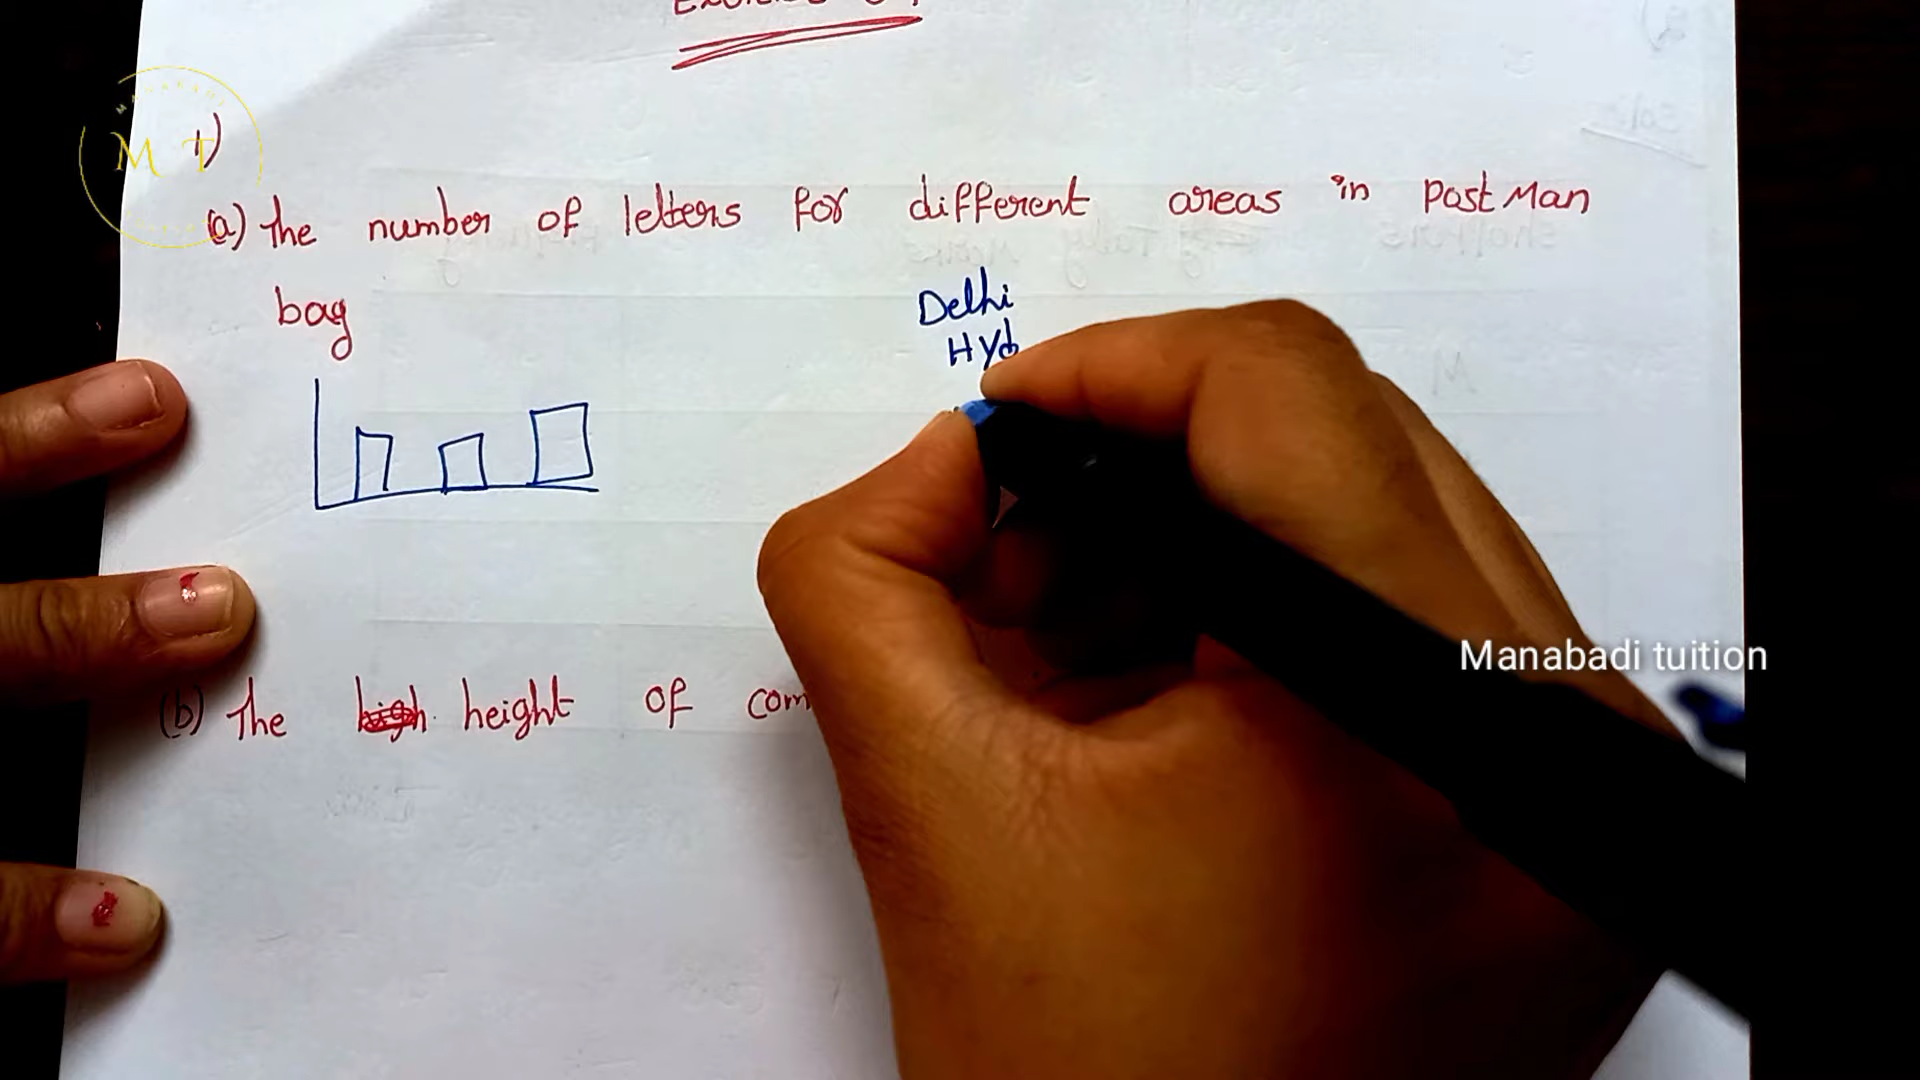 1)
(a) The number of letters for different areas in Post Man
bag
Delhi
Hyd
(b) The height of com
Manabadi tuition
M T